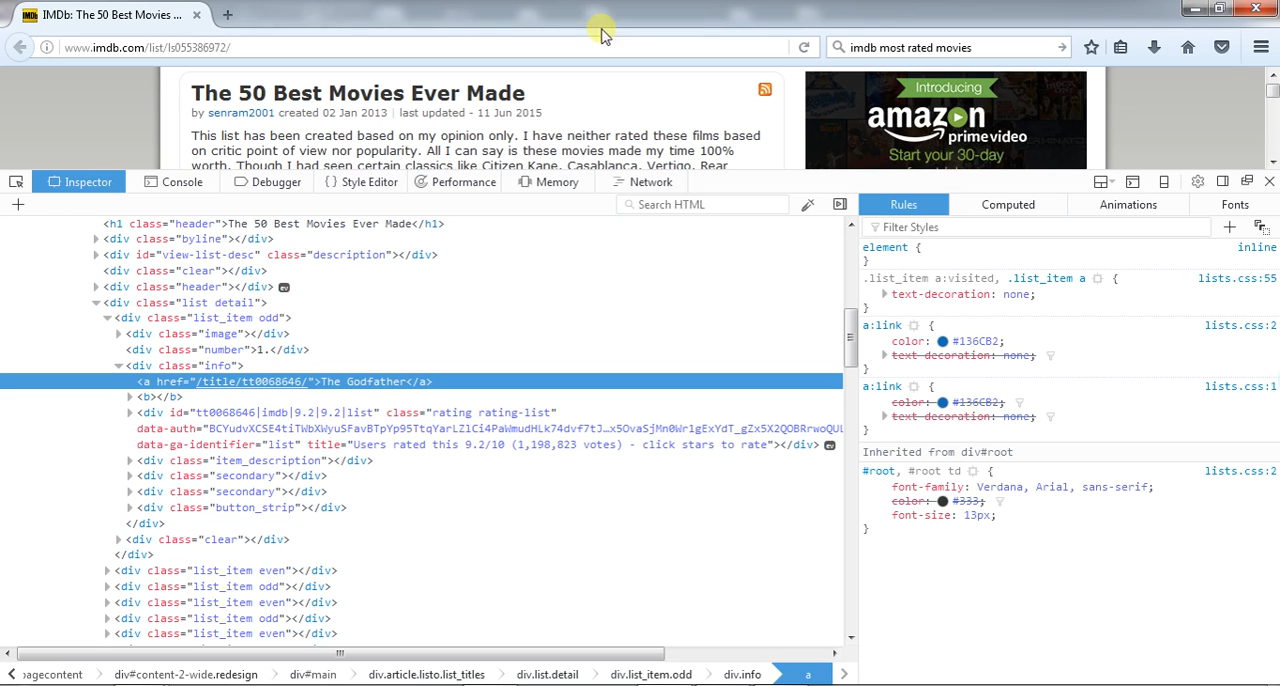 IMDb: The 50 Best Movies ...
www.imdb.com/list/ls055386972/
imdb most rated movies
The 50 Best Movies Ever Made
by senram2001 created 02 Jan 2013 | last updated - 11 Jun 2015
This list has been created based on my opinion only. I have neither rated these films based
on critic point of view nor popularity. All I can say is these movies made my time 100%
worth. Though I had seen certain classics like Citizen Kane, Casablanca, Vertigo, Rear
Introducing
amazon
prime video
Start your 30-day
Inspector
Console
Debugger
{ } Style Editor
Performance
Memory
Network
Search HTML
<h1 class="header">The 50 Best Movies Ever Made</h1>
<div class="byline"></div>
<div id="view-list-desc" class="description"></div>
<div class="clear"></div>
<div class="header"></div> ev
<div class="list detail">
<div class="list_item odd">
<div class="image"></div>
<div class="number">1.</div>
<div class="info">
<a href="/title/tt0068646/">The Godfather</a>
<b></b>
<div id="tt0068646|imdb|9.2|9.2|list" class="rating rating-list"
data-ga-identifier="list" title="Users rated this 9.2/10 (1,198,823 votes) - click stars to rate"></div> ev
<div class="item_description"></div>
<div class="secondary"></div>
<div class="secondary"></div>
<div class="button_strip"></div>
</div>
<div class="clear"></div>
</div>
<div class="list_item even"></div>
<div class="list_item odd"></div>
<div class="list_item even"></div>
<div class="list_item odd"></div>
<div class="list_item even"></div>
pagecontent
div#content-2-wide.redesign
div#main
div.article.listo.list_titles
div.list.detail
div.list_item.odd
div.info
a
Rules
Computed
Animations
Fonts
Filter Styles
element {
inline
}
.list_item a:visited, .list_item a {
lists.css:55
text-decoration: none;
}
a:link {
lists.css:2
color: #136CB2;
text-decoration: none;
}
a:link {
lists.css:1
color: #136CB2;
text-decoration: none;
}
Inherited from div#root
#root, #root td {
lists.css:2
font-family: Verdana, Arial, sans-serif;
color: #333;
font-size: 13px;
}